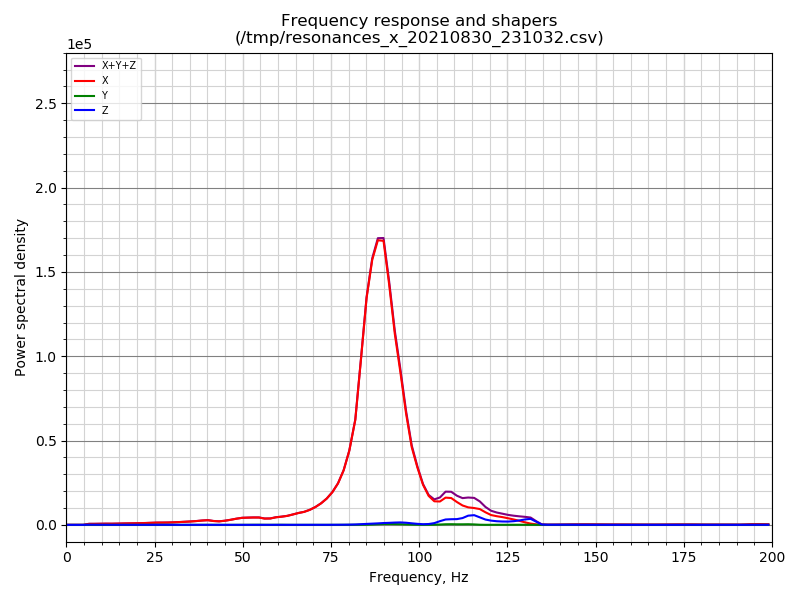 Frequency response and shapers
(/tmp/resonances_x_20210830_231032.csv)
1e5
X+Y+Z
X
Y
Z
2.5
2.0
1.5
1.0
0.5
0.0
Power spectral density
0 25 50 75 100 125 150 175 200
Frequency, Hz